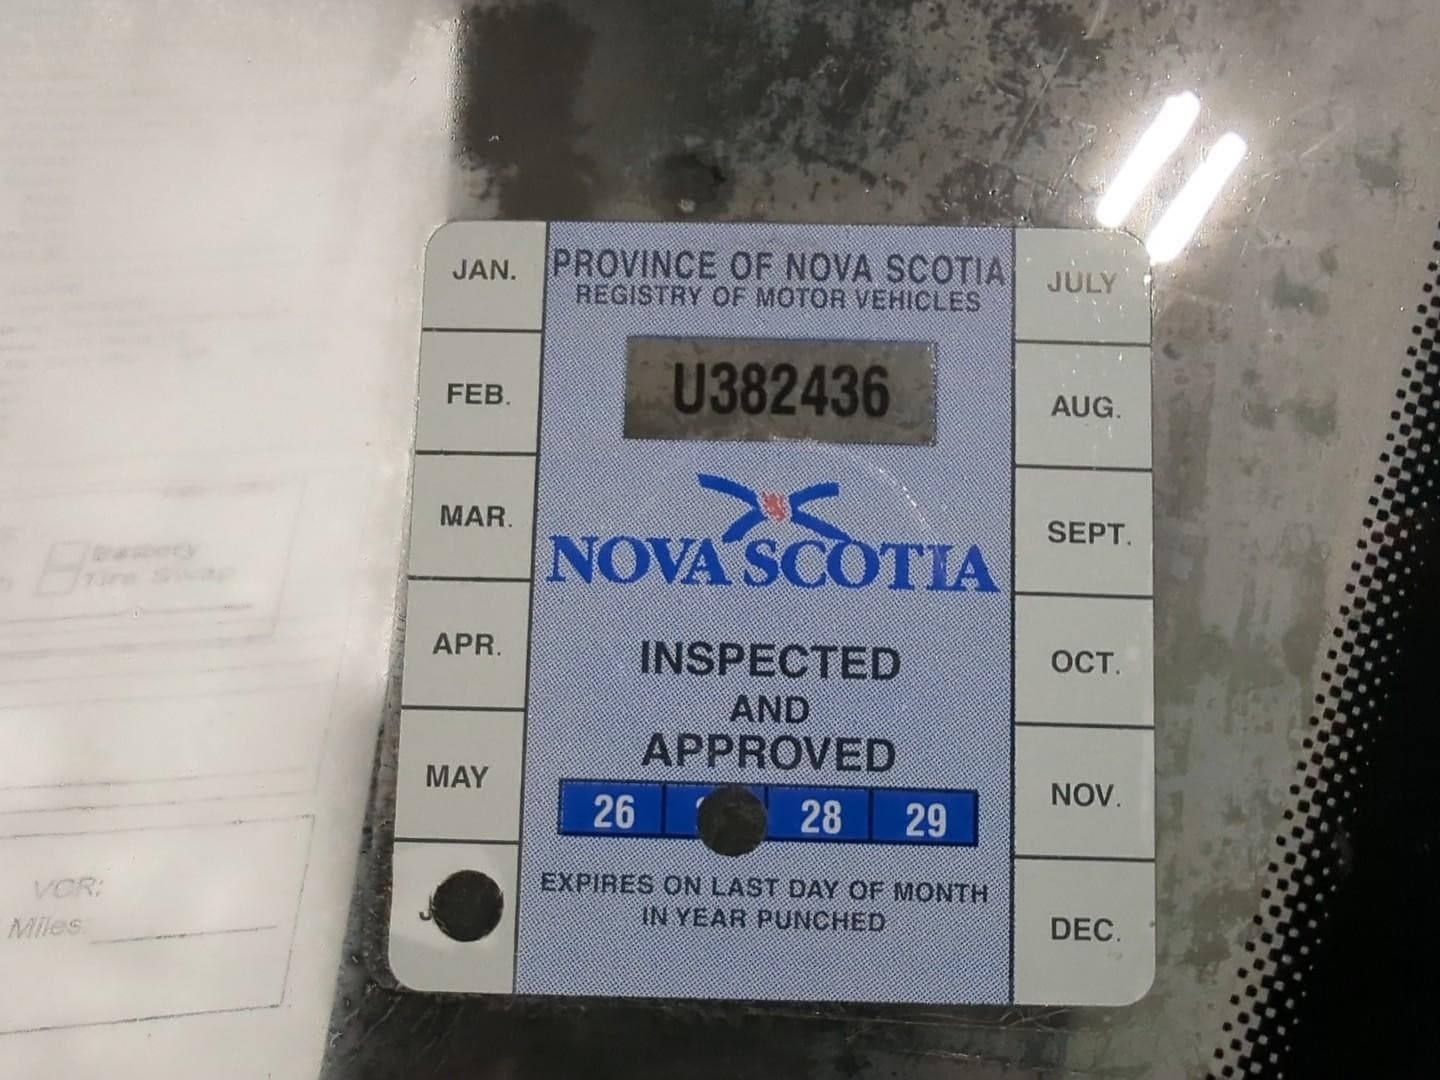 JAN.
FEB.
MAR.
APR.
MAY
PROVINCE OF NOVA SCOTIA
REGISTRY OF MOTOR VEHICLES
U382436
NOVA SCOTIA
INSPECTED
AND
APPROVED
26 28 29
EXPIRES ON LAST DAY OF MONTH
IN YEAR PUNCHED
JULY
AUG.
SEPT.
OCT.
NOV.
DEC.
Battery
Tire Swap
VCR:
Miles: